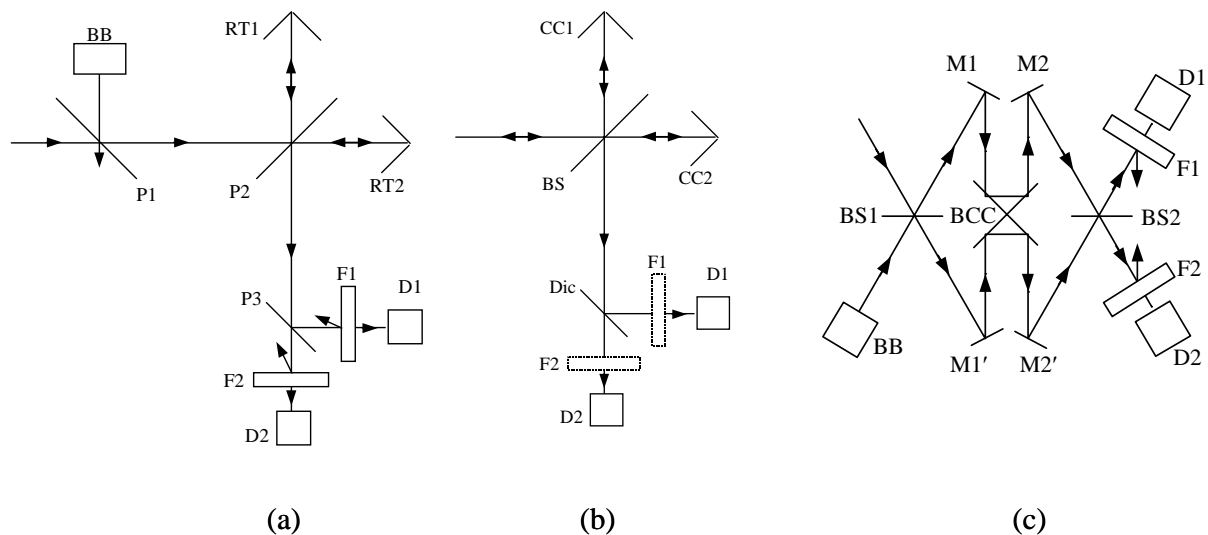 BB
P1
RT1
P2
RT2
P3
F1
D1
F2
D2
(a)
CC1
BS
CC2
Dic
F1
D1
F2
D2
(b)
M1
M2
D1
F1
BS1
BCC
BS2
F2
BB
M1′
M2′
D2
(c)